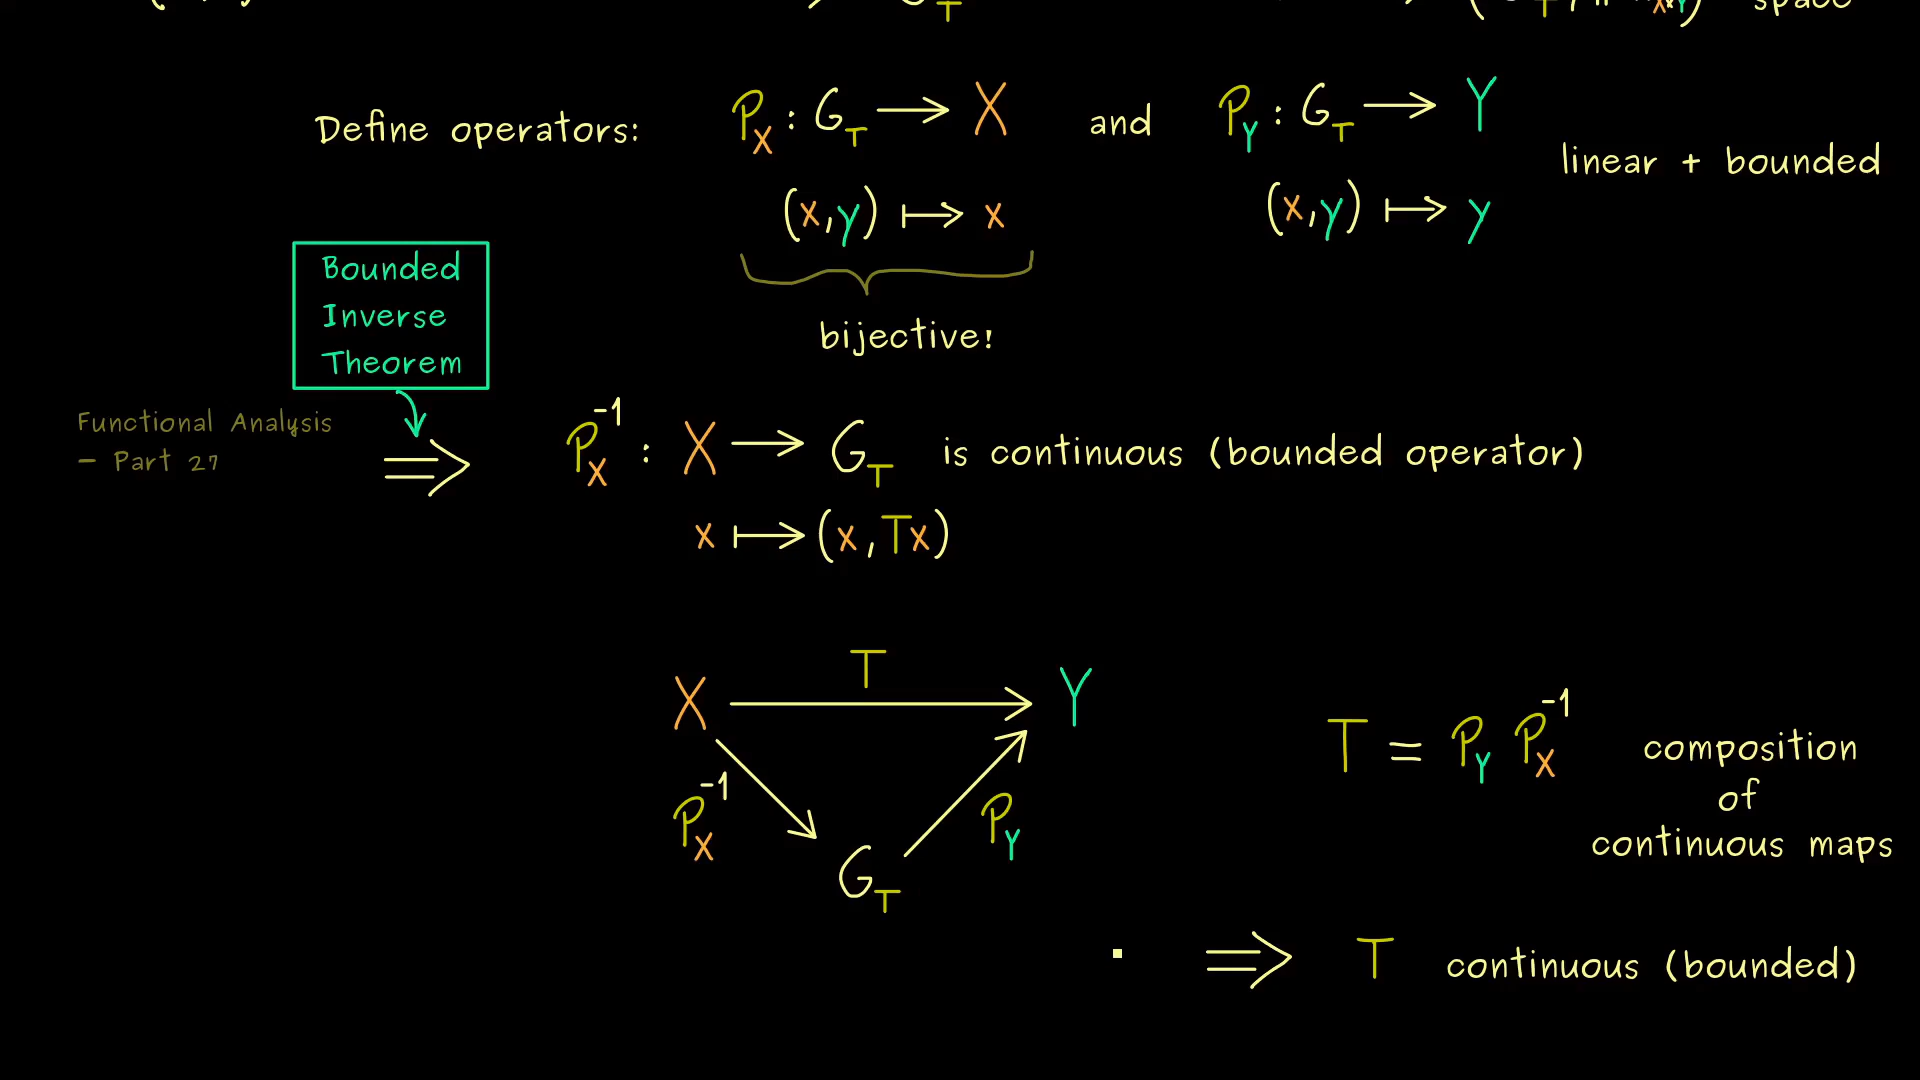 G_T space
Define operators: P_X : G_T ⟶ X and P_Y : G_T ⟶ Y linear + bounded
(x,y) ⟼ x (x,y) ⟼ y
bijective!
Bounded
Inverse
Theorem
Functional Analysis
– Part 27
⟹ P_X^{-1} : X ⟶ G_T is continuous (bounded operator)
x ⟼ (x,Tx)
T
X ⟶ Y
P_X^{-1} P_Y
G_T
T = P_Y P_X^{-1} composition
of
continuous maps
⟹ T continuous (bounded)